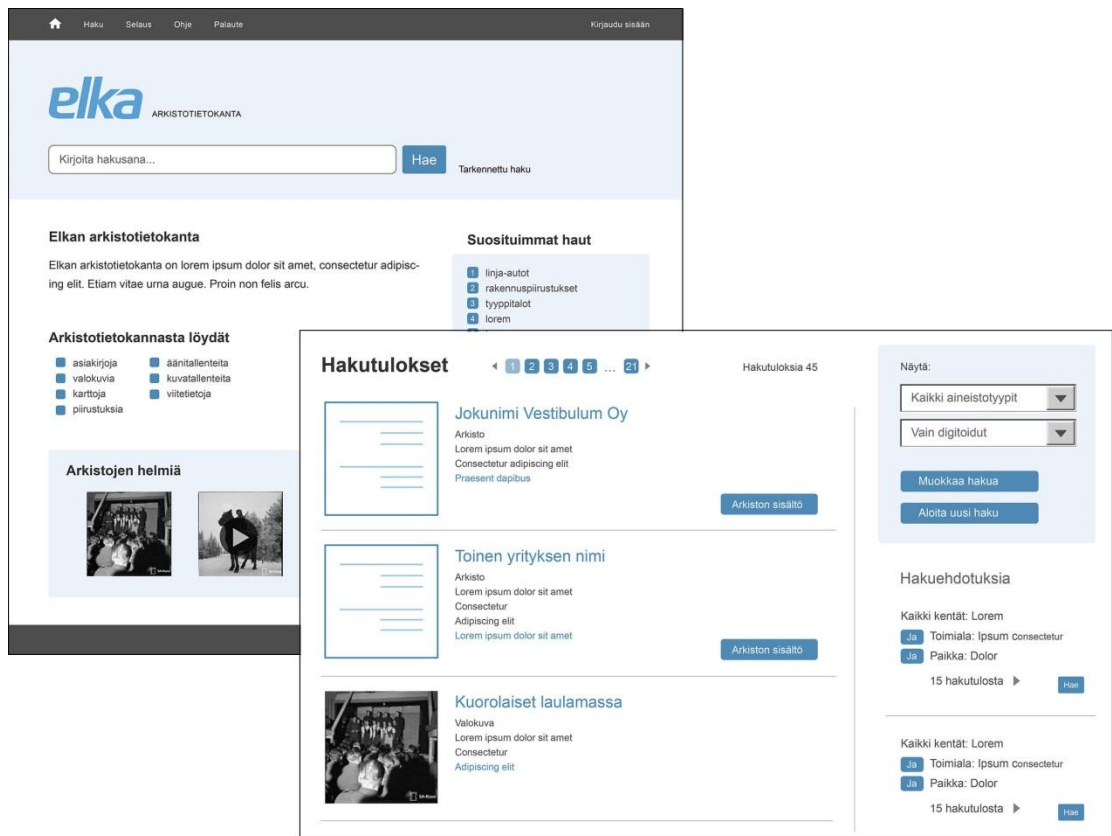 Haku Selaus Ohje Palaute Kirjaudu sisään
elka ARKISTOTIETOKANTA
Kirjoita hakusana... Hae Tarkennettu haku
Elkan arkistotietokanta
Elkan arkistotietokanta on lorem ipsum dolor sit amet, consectetur adipisc-
ing elit. Etiam vitae urna augue. Proin non felis arcu.
Suosituimmat haut
1 linja-autot
2 rakennuspiirustukset
3 tyyppitalot
4 lorem
Arkistotietokannasta löydät
asiakirjoja
valokuvia
karttoja
piirustuksia
äänitallenteita
kuvatallenteita
viitetietoja
Arkistojen helmiä
SA-Kuva
Hakutulokset
1 2 3 4 5 ... 21
Hakutuloksia 45
Jokunimi Vestibulum Oy
Arkisto
Lorem ipsum dolor sit amet
Consectetur adipiscing elit
Praesent dapibus
Arkiston sisältö
Toinen yrityksen nimi
Arkisto
Lorem ipsum dolor sit amet
Consectetur
Adipiscing elit
Lorem ipsum dolor sit amet
Arkiston sisältö
Kuorolaiset laulamassa
Valokuva
Lorem ipsum dolor sit amet
Consectetur
Adipiscing elit
SA-Kuva
Näytä:
Kaikki aineistotyypit
Vain digitoidut
Muokkaa hakua
Aloita uusi haku
Hakuehdotuksia
Kaikki kentät: Lorem
Ja Toimiala: Ipsum consectetur
Ja Paikka: Dolor
15 hakutulosta Hae
Kaikki kentät: Lorem
Ja Toimiala: Ipsum consectetur
Ja Paikka: Dolor
15 hakutulosta Hae